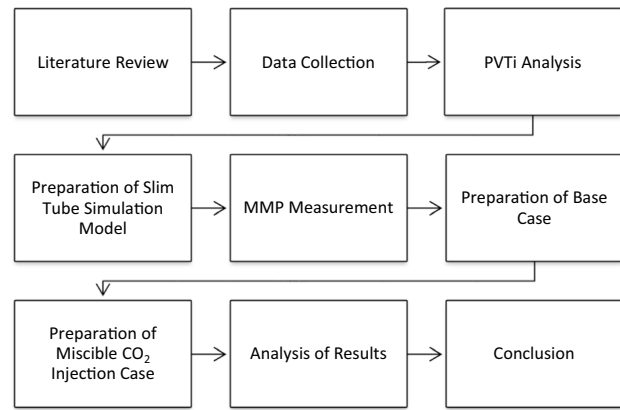 Literature Review
Data Collection
PVTi Analysis
Preparation of Slim
Tube Simulation
Model
MMP Measurement
Preparation of Base
Case
Preparation of
Miscible CO₂
Injection Case
Analysis of Results
Conclusion